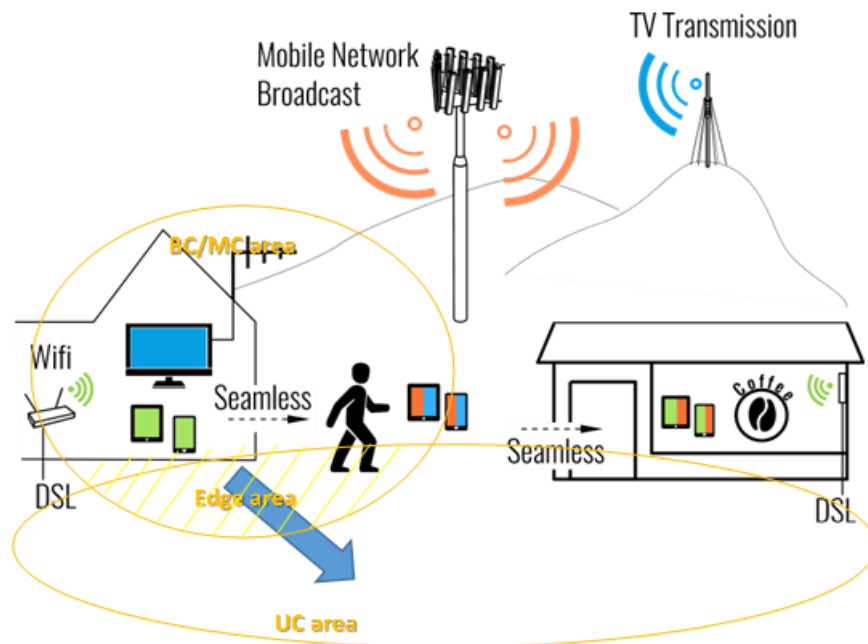 TV Transmission
Mobile Network
Broadcast
BC/MC area
Wifi
Seamless
Coffee
Seamless
DSL
Edge area
DSL
UC area